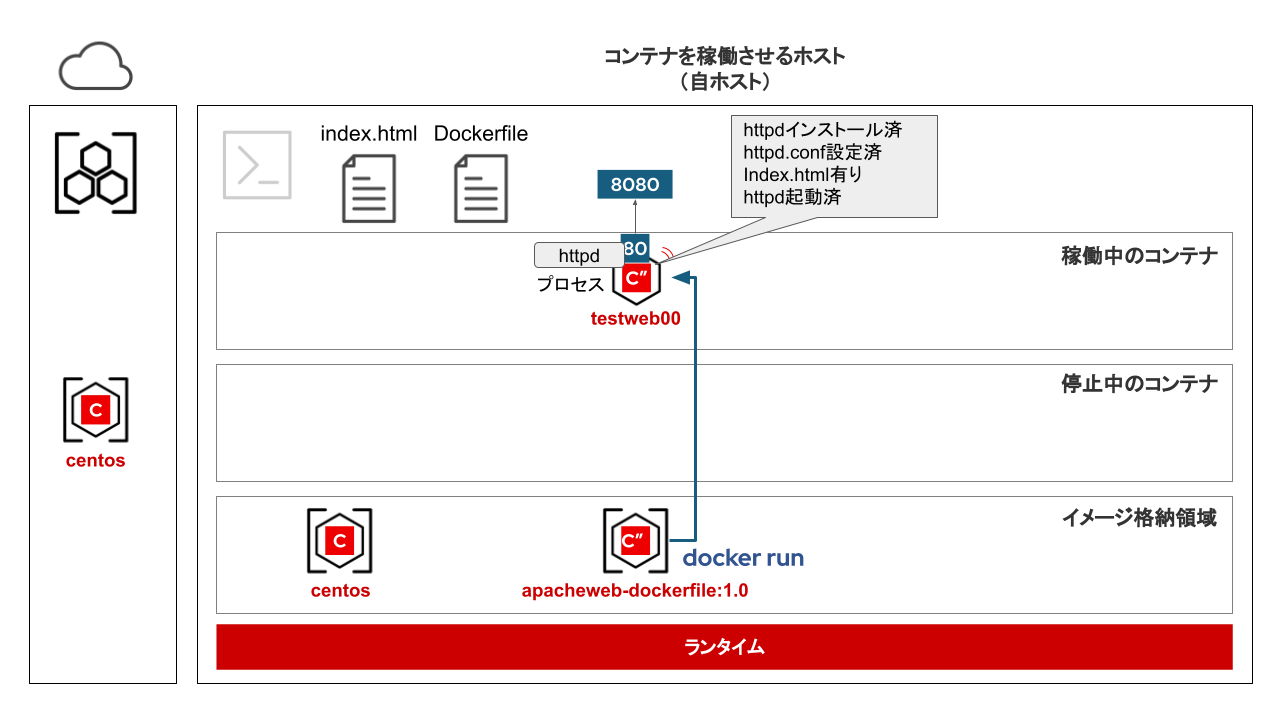 コンテナを稼働させるホスト
（自ホスト）
index.html
Dockerfile
httpdインストール済
httpd.conf設定済
Index.html有り
httpd起動済
8080
80
httpd
プロセス
C”
testweb00
稼働中のコンテナ
停止中のコンテナ
C
centos
イメージ格納領域
C
centos
C”
apacheweb-dockerfile:1.0
docker run
ランタイム